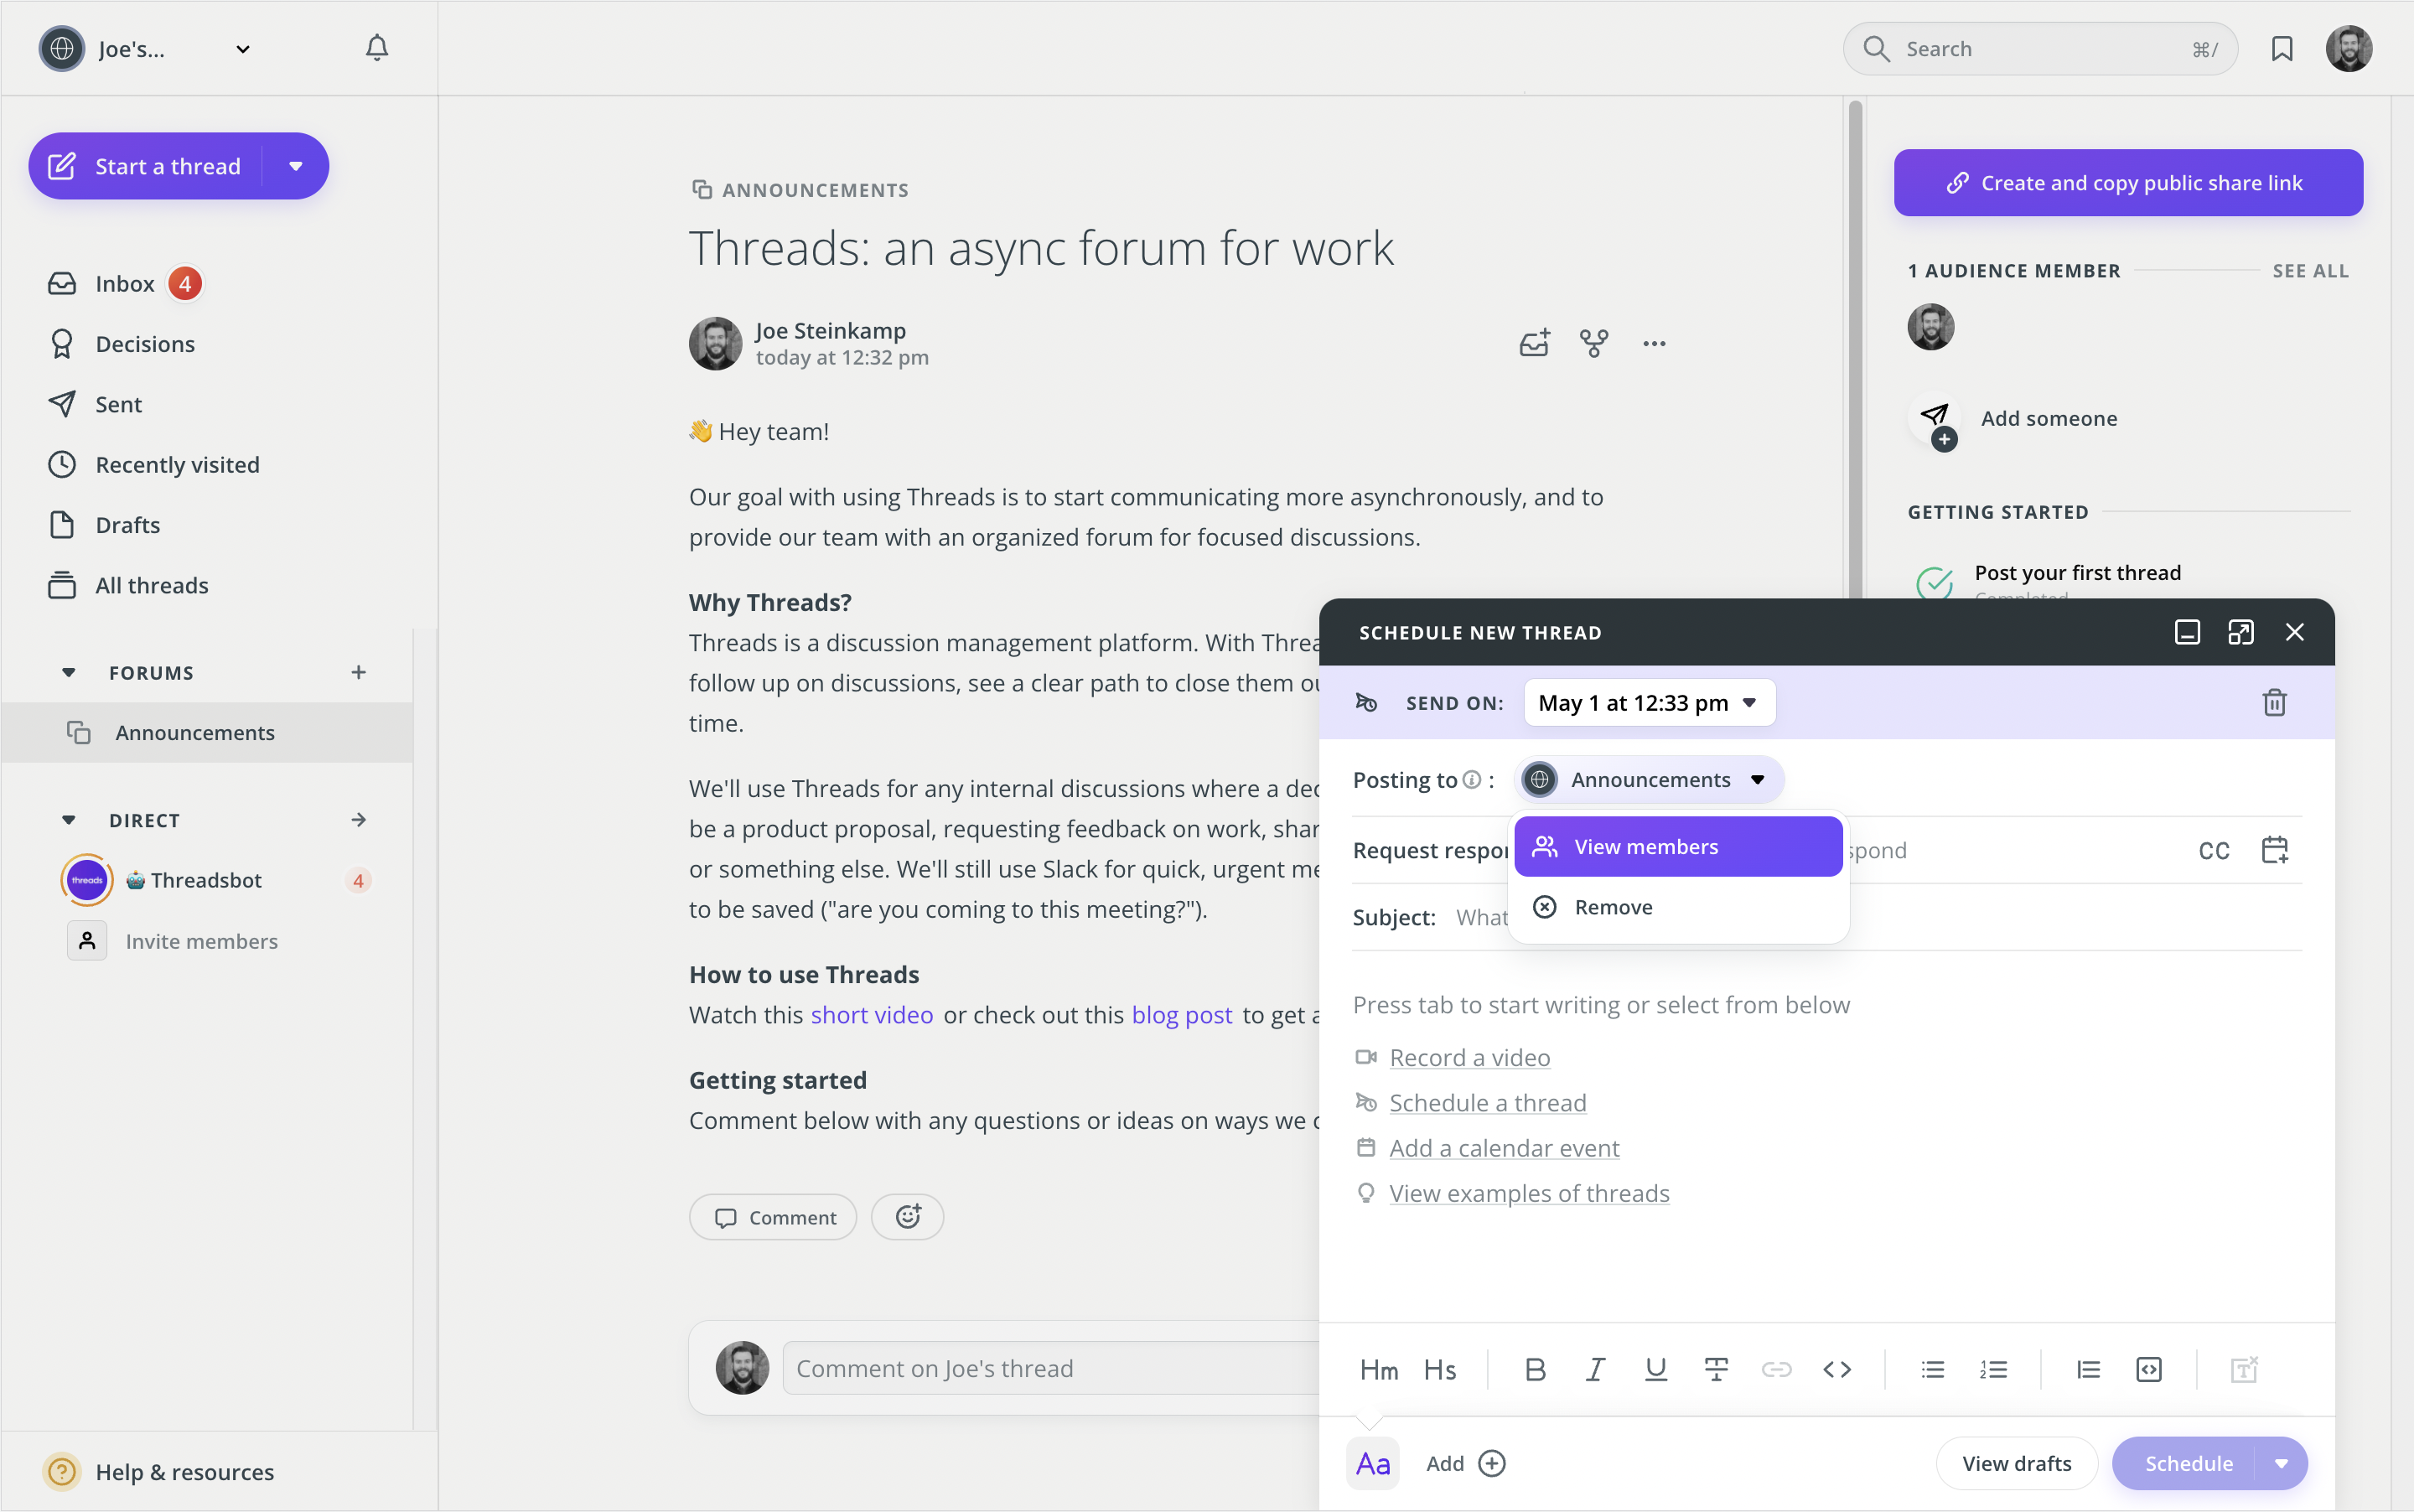 Joe's...
Search
⌘/
Start a thread
Inbox 4
Decisions
Sent
Recently visited
Drafts
All threads
FORUMS
Announcements
DIRECT
threads
🤖 Threadsbot 4
Invite members
Help & resources
ANNOUNCEMENTS
Threads: an async forum for work
Joe Steinkamp
today at 12:32 pm
👋 Hey team!
Our goal with using Threads is to start communicating more asynchronously, and to
provide our team with an organized forum for focused discussions.
Why Threads?
Threads is a discussion management platform. With Threa
follow up on discussions, see a clear path to close them ou
time.
We'll use Threads for any internal discussions where a dec
be a product proposal, requesting feedback on work, shar
or something else. We'll still use Slack for quick, urgent me
to be saved ("are you coming to this meeting?").
How to use Threads
Watch this short video or check out this blog post to get a
Getting started
Comment below with any questions or ideas on ways we c
Comment
Comment on Joe's thread
Create and copy public share link
1 AUDIENCE MEMBER
SEE ALL
Add someone
GETTING STARTED
Post your first thread
Completed
SCHEDULE NEW THREAD
SEND ON: May 1 at 12:33 pm
Posting to : Announcements
View members
Remove
Request respon
spond
CC
Subject: What
Press tab to start writing or select from below
Record a video
Schedule a thread
Add a calendar event
View examples of threads
Hm Hs B I U T
Aa Add
View drafts
Schedule